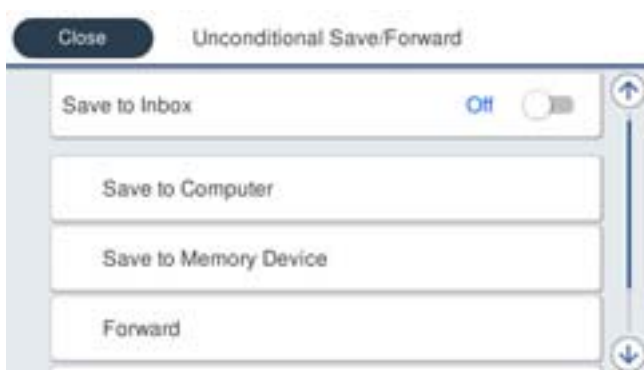 Close Unconditional Save/Forward
Save to Inbox Off
Save to Computer
Save to Memory Device
Forward